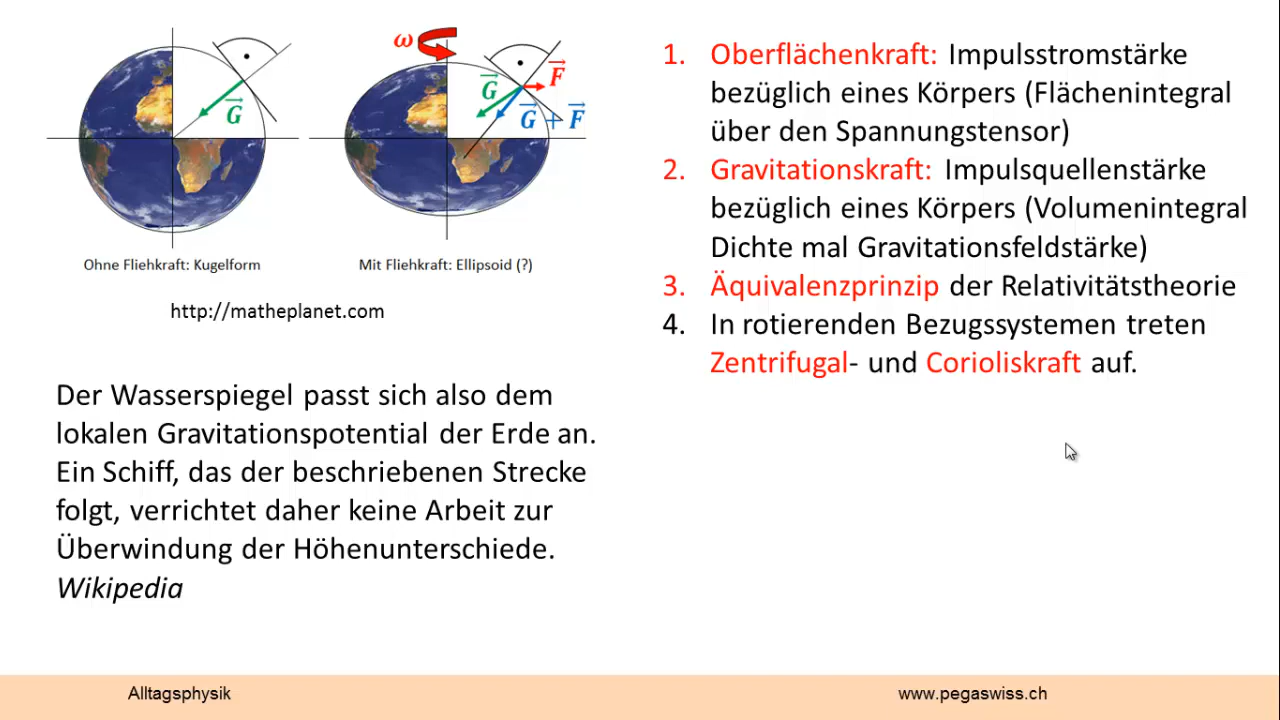 G
Ohne Fliehkraft: Kugelform
ω
G
F
G + F
Mit Fliehkraft: Ellipsoid (?)
http://matheplanet.com
Der Wasserspiegel passt sich also dem
lokalen Gravitationspotential der Erde an.
Ein Schiff, das der beschriebenen Strecke
folgt, verrichtet daher keine Arbeit zur
Überwindung der Höhenunterschiede.
Wikipedia
1. Oberflächenkraft: Impulsstromstärke
bezüglich eines Körpers (Flächenintegral
über den Spannungstensor)
2. Gravitationskraft: Impulsquellenstärke
bezüglich eines Körpers (Volumenintegral
Dichte mal Gravitationsfeldstärke)
3. Äquivalenzprinzip der Relativitätstheorie
4. In rotierenden Bezugssystemen treten
Zentrifugal- und Corioliskraft auf.
Alltagsphysik
www.pegaswiss.ch